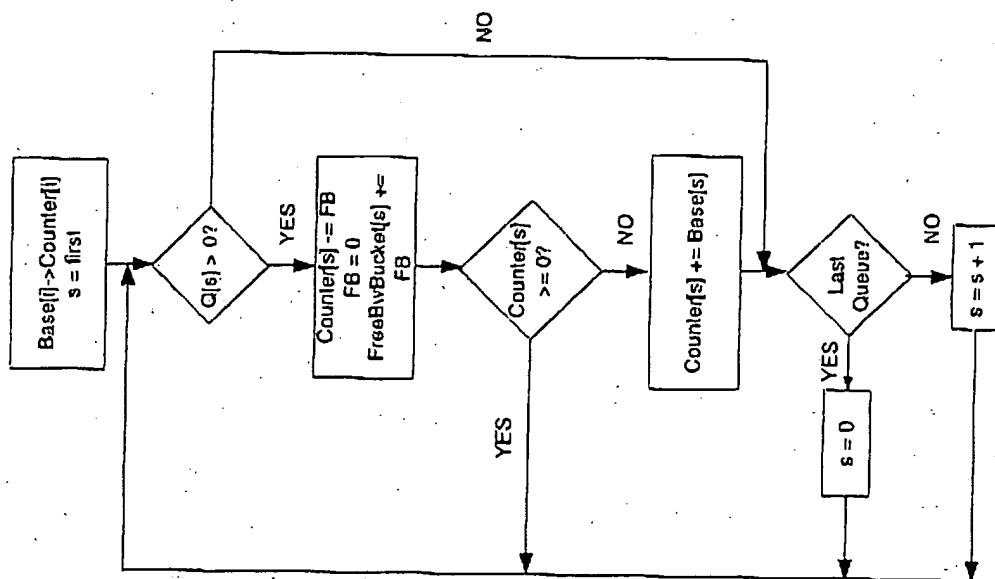 Base[i]->Counter[i]
s = first
Q[s] > 0?
NO
YES
Counter[s] -= FB
FB = 0
FreeBwBucket[s] +=
FB
Counter[s]
>= 0?
YES
NO
Counter[s] += Base[s]
Last
Queue?
YES
NO
s = 0
s = s + 1